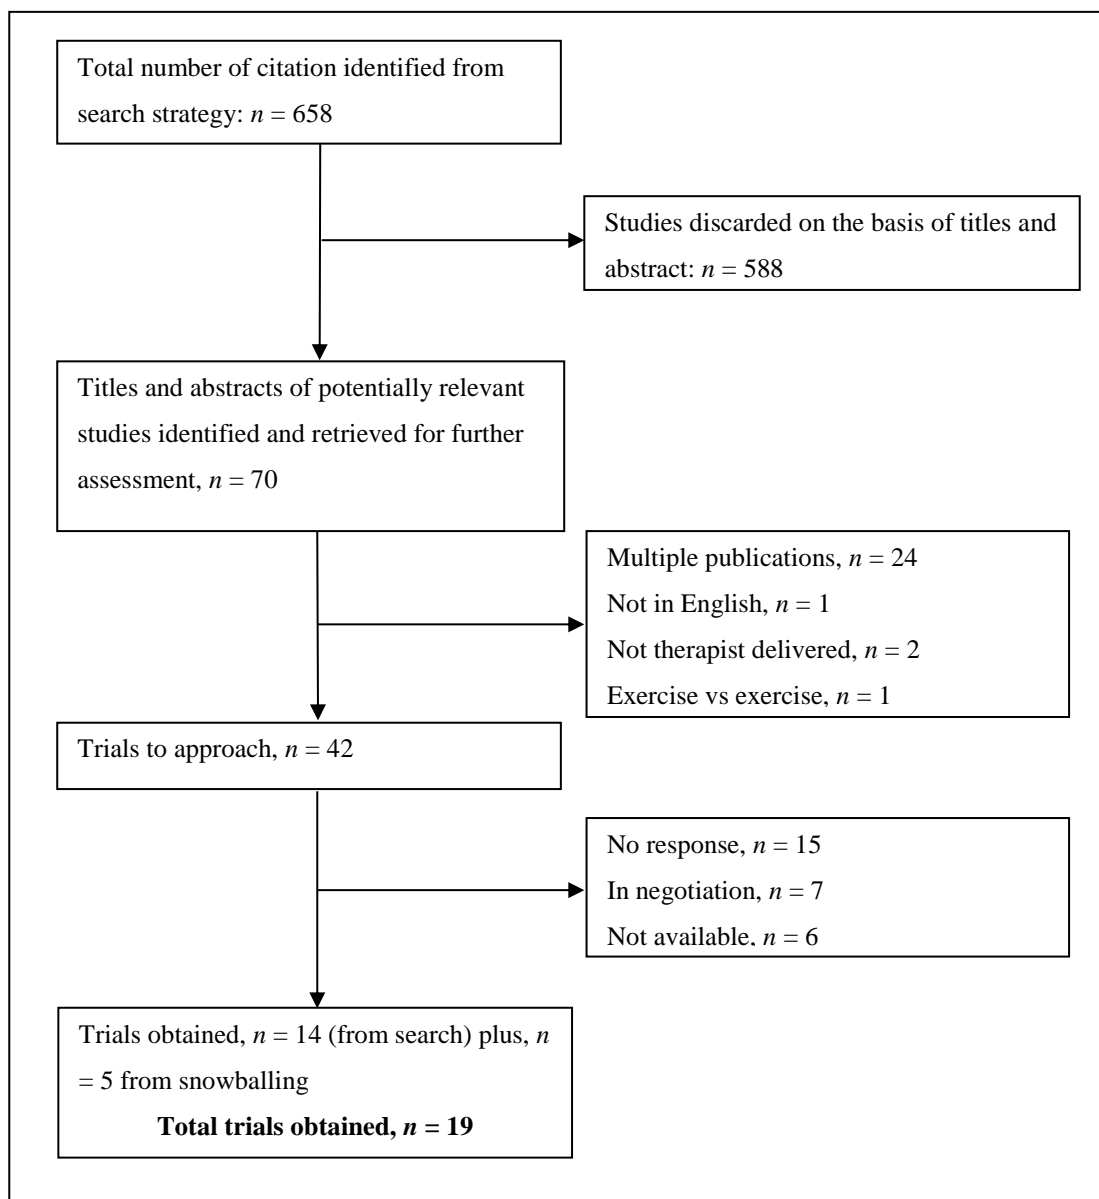 Total number of citation identified from
search strategy: n = 658
Studies discarded on the basis of titles and
abstract: n = 588
Titles and abstracts of potentially relevant
studies identified and retrieved for further
assessment, n = 70
Multiple publications, n = 24
Not in English, n = 1
Not therapist delivered, n = 2
Exercise vs exercise, n = 1
Trials to approach, n = 42
No response, n = 15
In negotiation, n = 7
Not available, n = 6
Trials obtained, n = 14 (from search) plus, n
= 5 from snowballing
Total trials obtained, n = 19